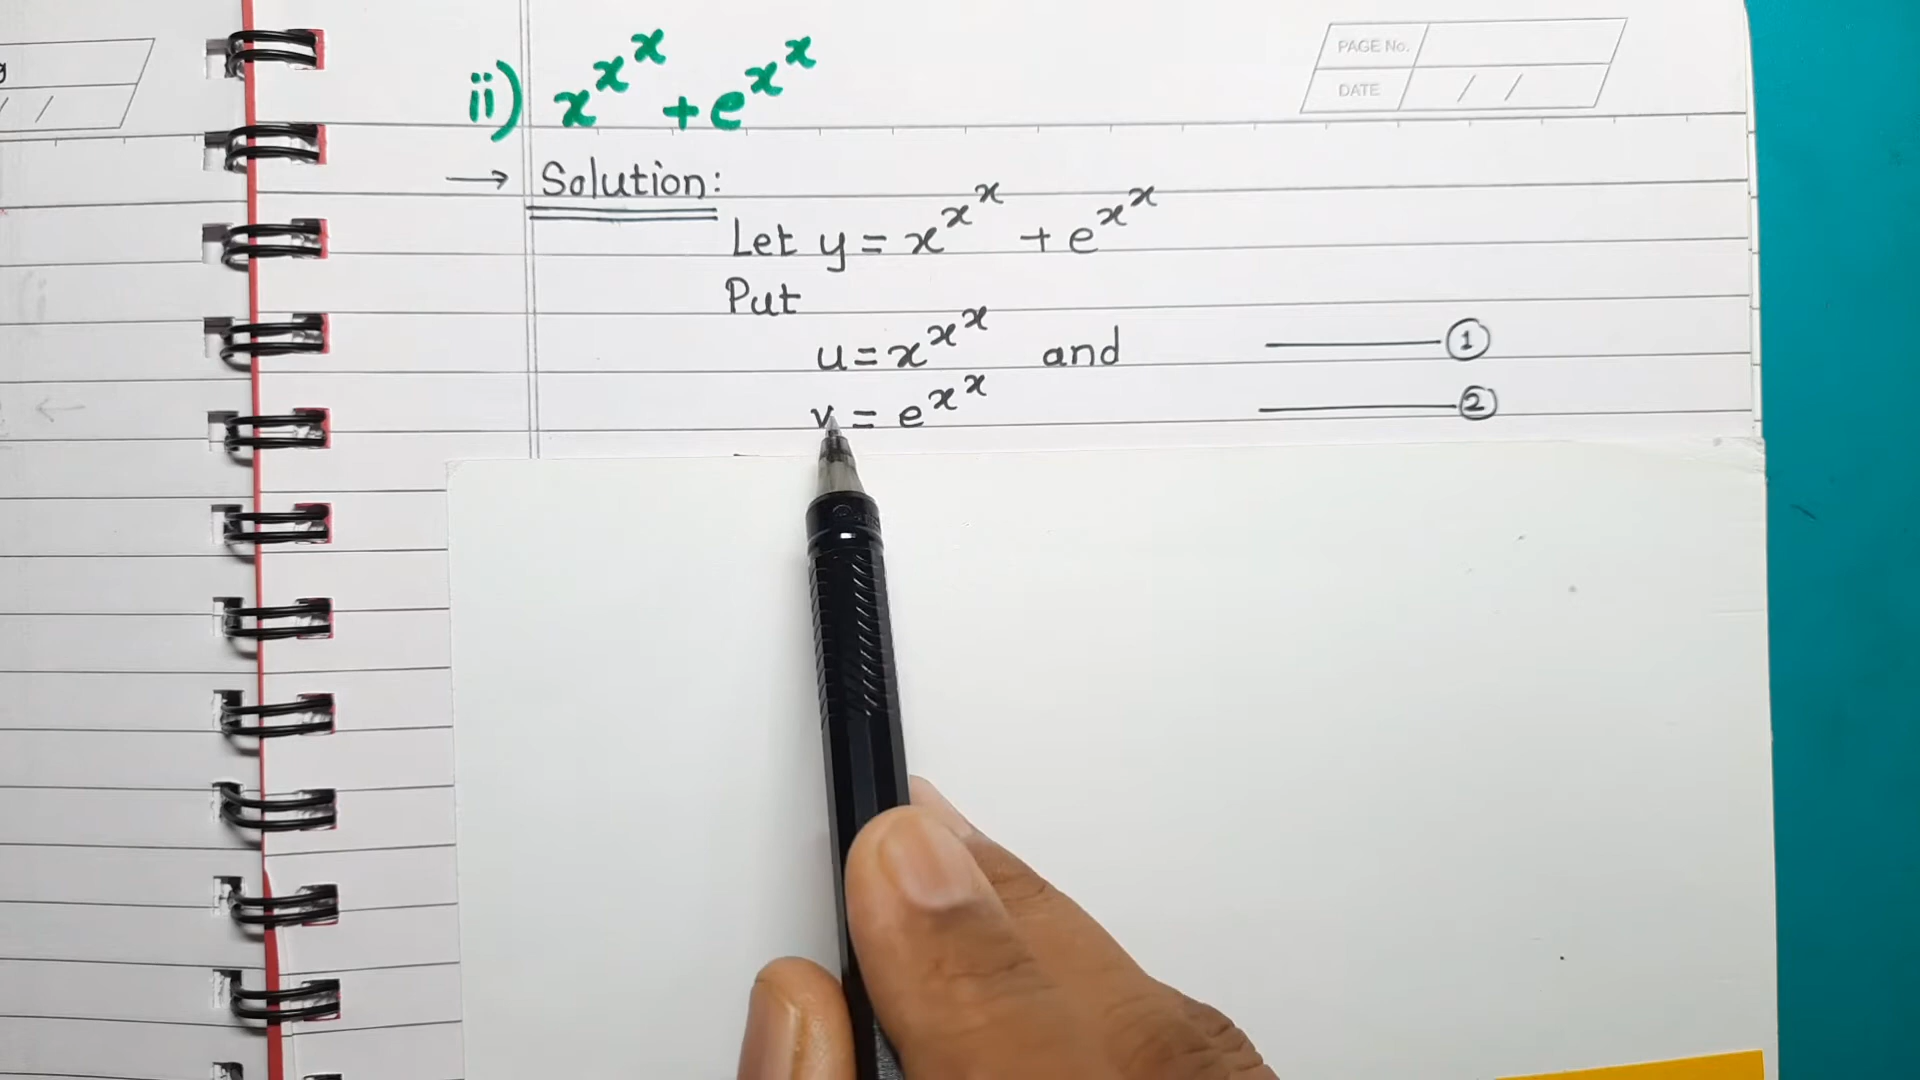 PAGE No.
DATE / /
ii) x^{x^x} + e^{x^x}
→ Solution:
Let y = x^{x^x} + e^{x^x}
Put
u = x^{x^x} and ——— ①
v = e^{x^x} ——— ②